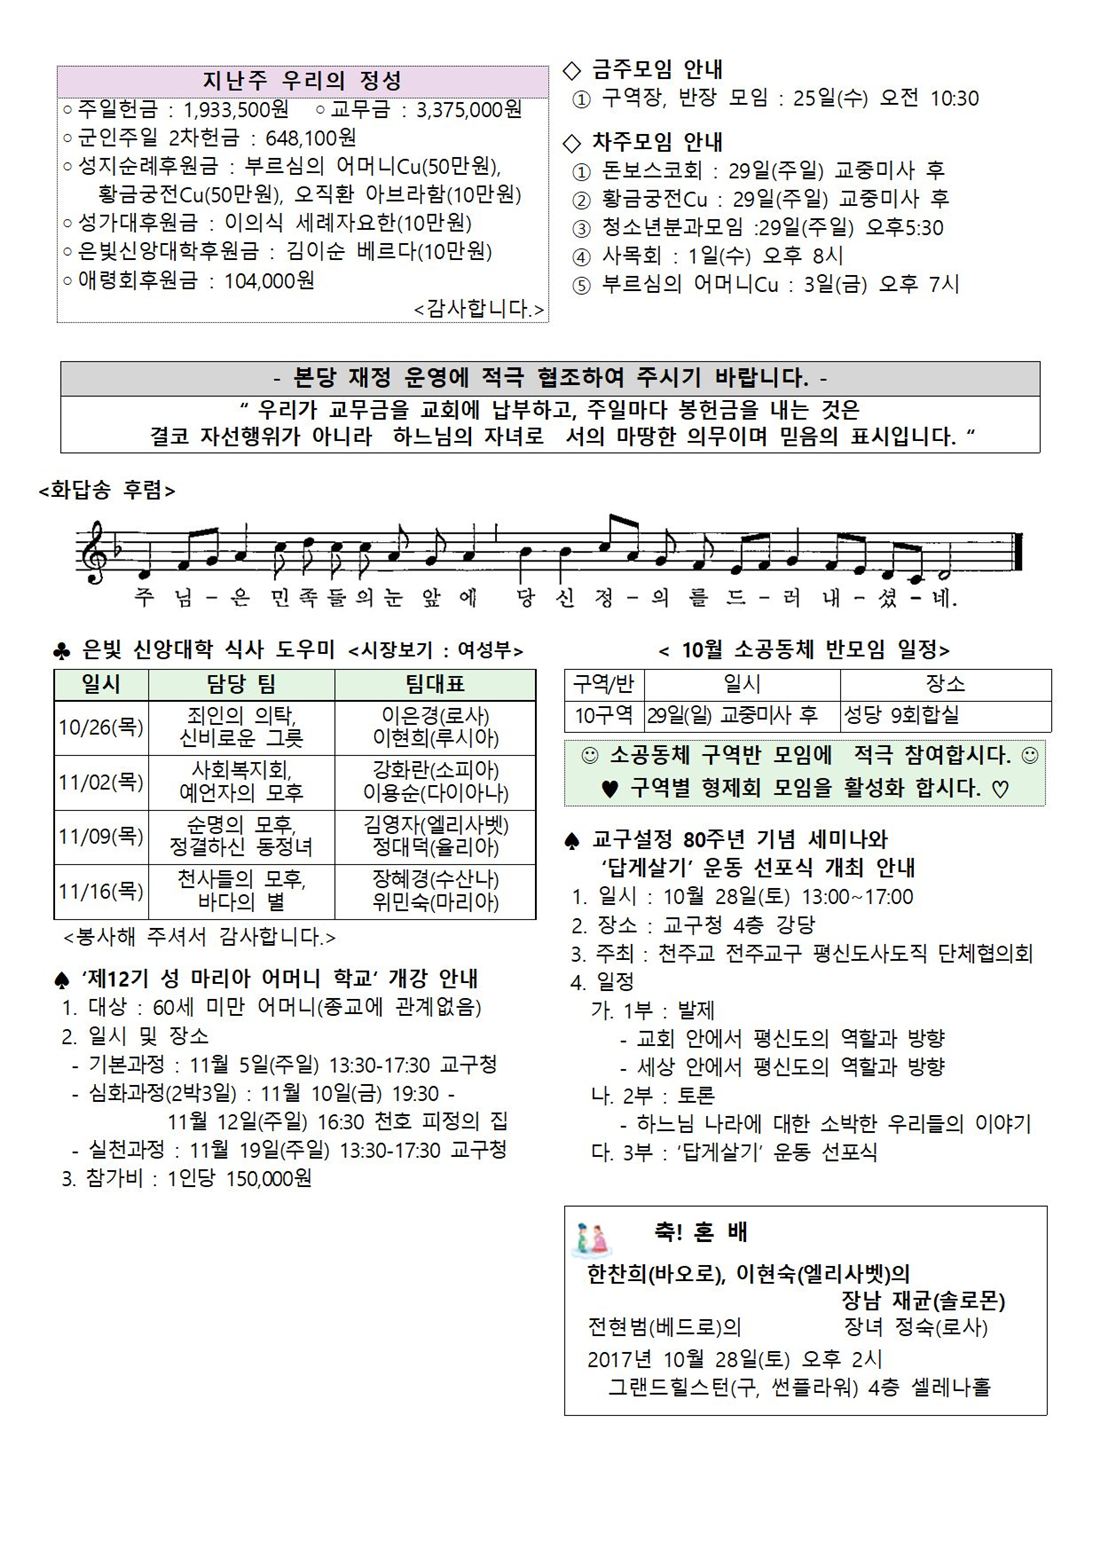 지난주 우리의 정성
○ 주일헌금 : 1,933,500원 ○ 교무금 : 3,375,000원
○ 군인주일 2차헌금 : 648,100원
○ 성지순례후원금 : 부르심의 어머니Cu(50만원),
황금궁전Cu(50만원), 오직환 아브라함(10만원)
○ 성가대후원금 : 이의식 세례자요한(10만원)
○ 은빛신앙대학후원금 : 김이순 베르다(10만원)
○ 애령회후원금 : 104,000원
<감사합니다.>
◇ 금주모임 안내
① 구역장, 반장 모임 : 25일(수) 오전 10:30
◇ 차주모임 안내
① 돈보스코회 : 29일(주일) 교중미사 후
② 황금궁전Cu : 29일(주일) 교중미사 후
③ 청소년분과모임 :29일(주일) 오후5:30
④ 사목회 : 1일(수) 오후 8시
⑤ 부르심의 어머니Cu : 3일(금) 오후 7시
- 본당 재정 운영에 적극 협조하여 주시기 바랍니다. -
“ 우리가 교무금을 교회에 납부하고, 주일마다 봉헌금을 내는 것은
결코 자선행위가 아니라 하느님의 자녀로 서의 마땅한 의무이며 믿음의 표시입니다. “
<화답송 후렴>
주 님 - 은 민 족 들 의 눈 앞 에 당 신 정 - 의 를 드 - 러 내 - 셨 - 네.
♣ 은빛 신앙대학 식사 도우미 <시장보기 : 여성부>
일시 담당 팀 팀대표
10/26(목) 죄인의 의탁, 신비로운 그릇 이은경(로사) 이현희(루시아)
11/02(목) 사회복지회, 예언자의 모후 강화란(소피아) 이용순(다이아나)
11/09(목) 순명의 모후, 정결하신 동정녀 김영자(엘리사벳) 정대덕(율리아)
11/16(목) 천사들의 모후, 바다의 별 장혜경(수산나) 위민숙(마리아)
<봉사해 주셔서 감사합니다.>
♠ ‘제12기 성 마리아 어머니 학교‘ 개강 안내
1. 대상 : 60세 미만 어머니(종교에 관계없음)
2. 일시 및 장소
- 기본과정 : 11월 5일(주일) 13:30-17:30 교구청
- 심화과정(2박3일) : 11월 10일(금) 19:30 -
11월 12일(주일) 16:30 천호 피정의 집
- 실천과정 : 11월 19일(주일) 13:30-17:30 교구청
3. 참가비 : 1인당 150,000원
< 10월 소공동체 반모임 일정>
구역/반 일시 장소
10구역 29일(일) 교중미사 후 성당 9회합실
☺ 소공동체 구역반 모임에 적극 참여합시다. ☺
♥ 구역별 형제회 모임을 활성화 합시다. ♡
♠ 교구설정 80주년 기념 세미나와
‘답게살기’ 운동 선포식 개최 안내
1. 일시 : 10월 28일(토) 13:00~17:00
2. 장소 : 교구청 4층 강당
3. 주최 : 천주교 전주교구 평신도사도직 단체협의회
4. 일정
가. 1부 : 발제
- 교회 안에서 평신도의 역할과 방향
- 세상 안에서 평신도의 역할과 방향
나. 2부 : 토론
- 하느님 나라에 대한 소박한 우리들의 이야기
다. 3부 : ‘답게살기’ 운동 선포식
축! 혼 배
한찬희(바오로), 이현숙(엘리사벳)의
장남 재균(솔로몬)
전현범(베드로)의 장녀 정숙(로사)
2017년 10월 28일(토) 오후 2시
그랜드힐스턴(구, 썬플라워) 4층 셀레나홀